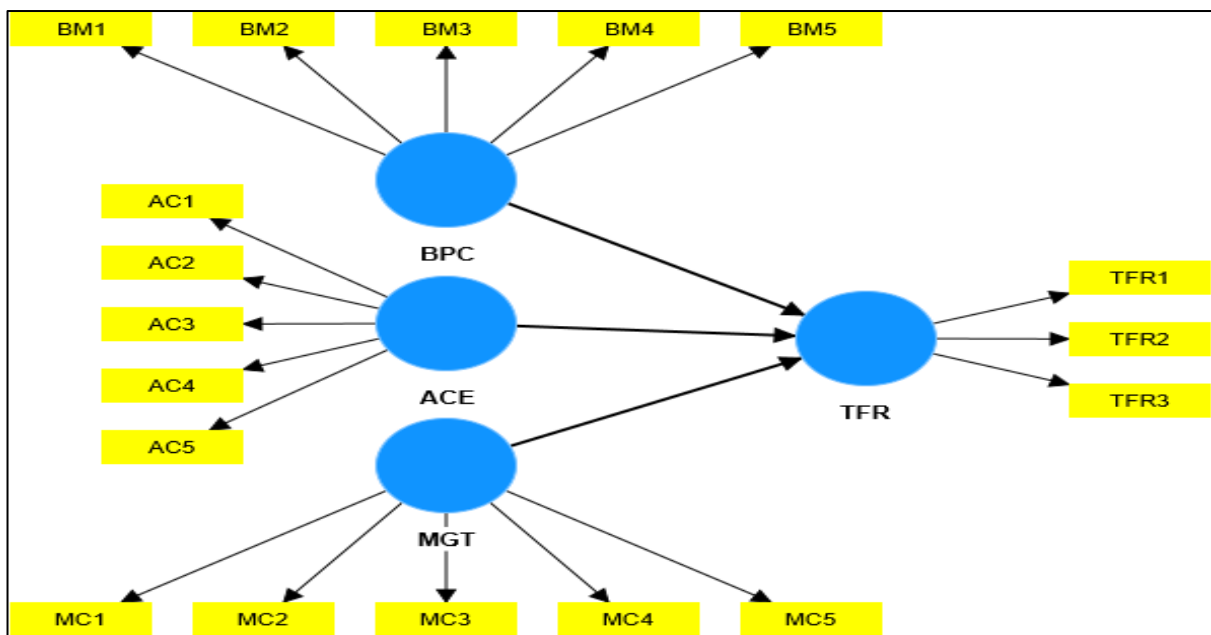 BM1 BM2 BM3 BM4 BM5
BPC
AC1
AC2
AC3
AC4
AC5
ACE
TFR1
TFR2
TFR3
TFR
MGT
MC1 MC2 MC3 MC4 MC5